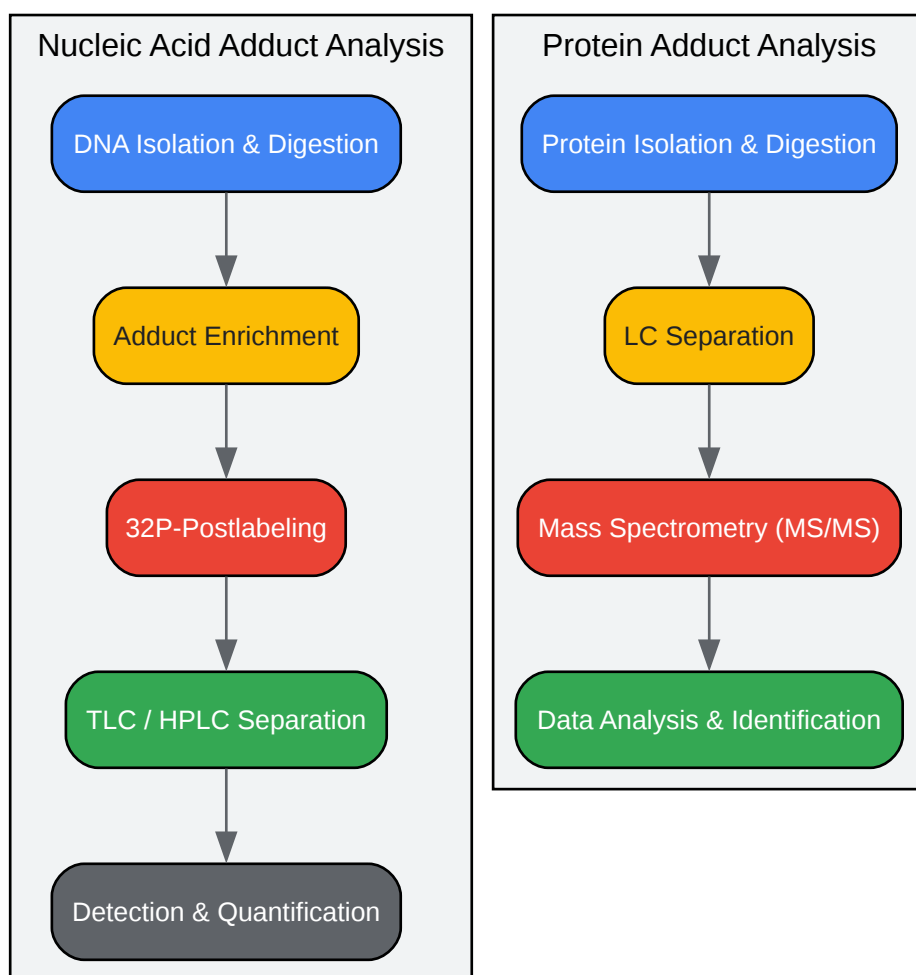 Nucleic Acid Adduct Analysis
DNA Isolation & Digestion
Adduct Enrichment
32P-Postlabeling
TLC / HPLC Separation
Detection & Quantification
Protein Adduct Analysis
Protein Isolation & Digestion
LC Separation
Mass Spectrometry (MS/MS)
Data Analysis & Identification